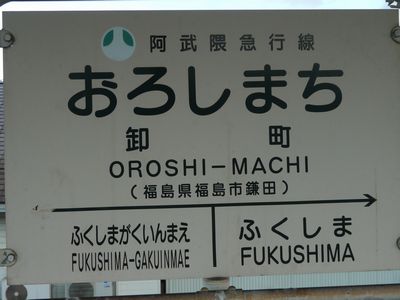 阿武隈急行線
おろしまち
卸町
OROSHI-MACHI
(福島県福島市鎌田)
ふくしまがくいんまえ
FUKUSHIMA-GAKUINMAE
ふくしま
FUKUSHIMA